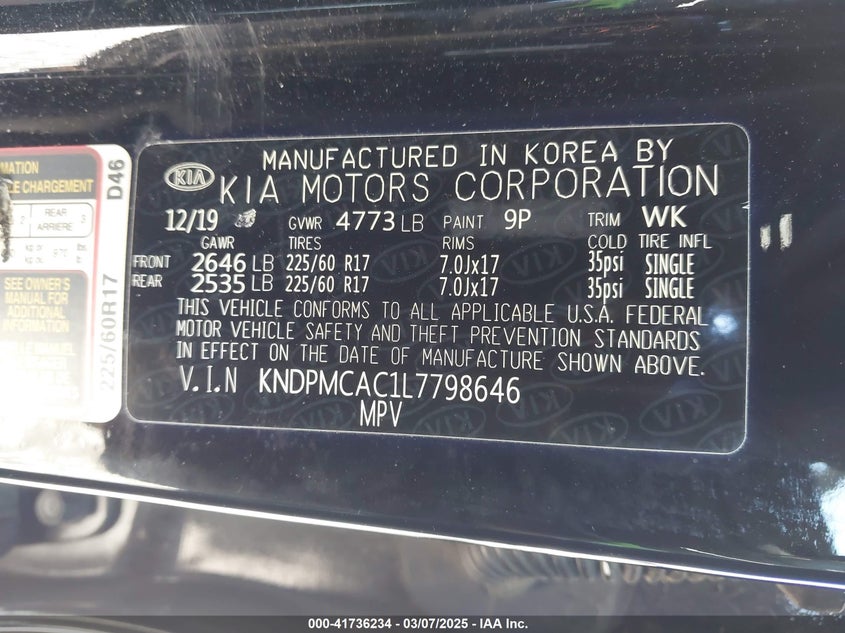 MATION
CLE CHARGEMENT
2 REAR ARRIERE 3
SEE OWNER'S
MANUAL FOR
ADDITIONAL
INFORMATION
D46
225/60R17
MANUFACTURED IN KOREA BY
KIA KIA MOTORS CORPORATION
12/19 GVWR 4773 LB PAINT 9P TRIM WK
GAWR TIRES RIMS COLD TIRE INFL
FRONT 2646 LB 225/60 R17 7.0Jx17 35psi SINGLE
REAR 2535 LB 225/60 R17 7.0Jx17 35psi SINGLE
THIS VEHICLE CONFORMS TO ALL APPLICABLE U.S.A. FEDERAL
MOTOR VEHICLE SAFETY AND THEFT PREVENTION STANDARDS
IN EFFECT ON THE DATE OF MANUFACTURE SHOWN ABOVE.
V.I.N KNDPMCAC1L7798646
MPV
000-41736234 - 03/07/2025 - IAA Inc.